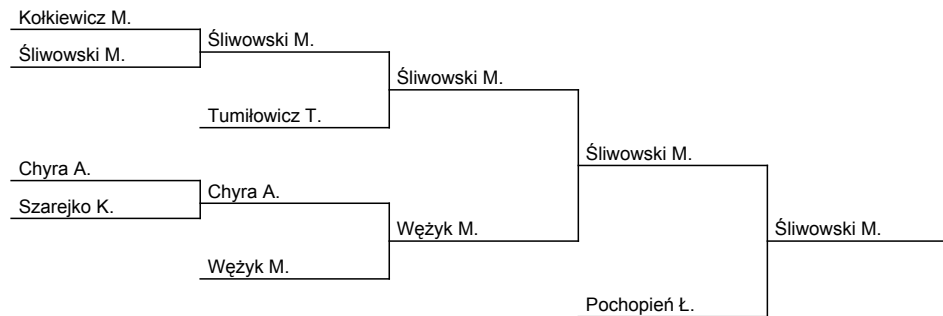 Kołkiewicz M.
Śliwowski M.
Śliwowski M.
Śliwowski M.
Tumiłowicz T.
Śliwowski M.
Chyra A.
Chyra A.
Szarejko K.
Wężyk M.
Śliwowski M.
Wężyk M.
Pochopień Ł.